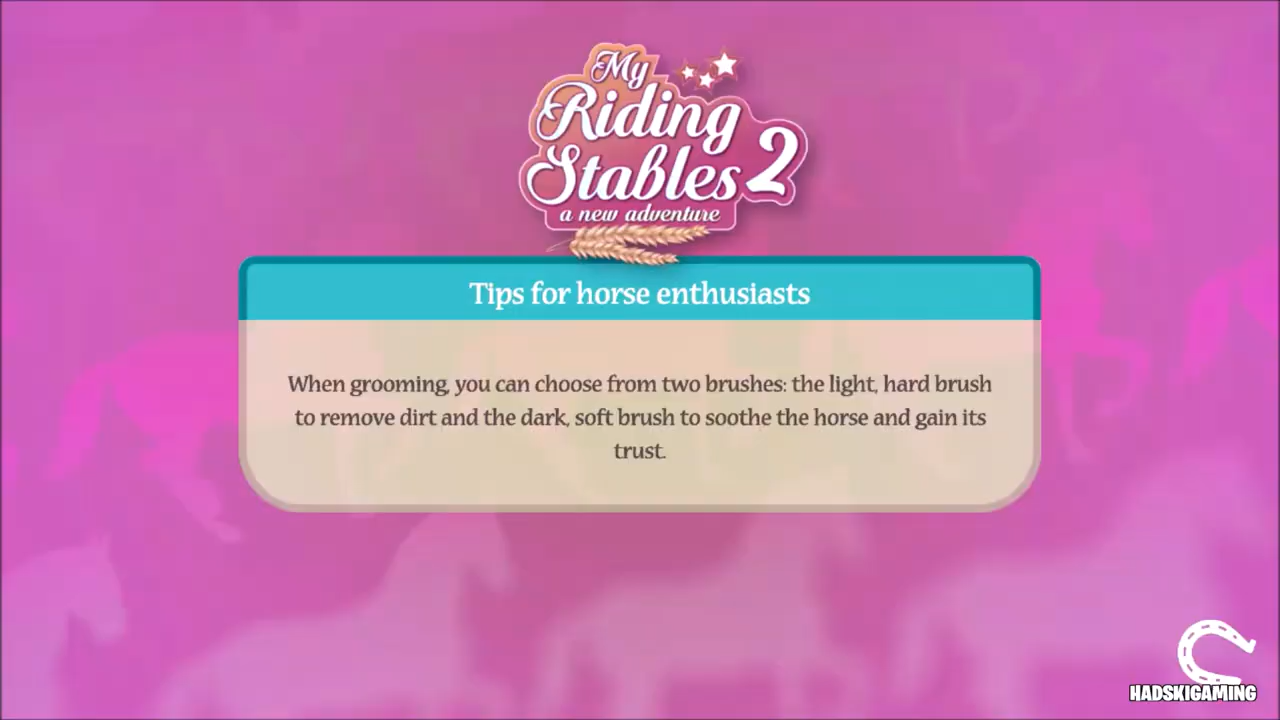 My
Riding
Stables 2
a new adventure
Tips for horse enthusiasts
When grooming, you can choose from two brushes: the light, hard brush
to remove dirt and the dark, soft brush to soothe the horse and gain its
trust.
HADSKIGAMING